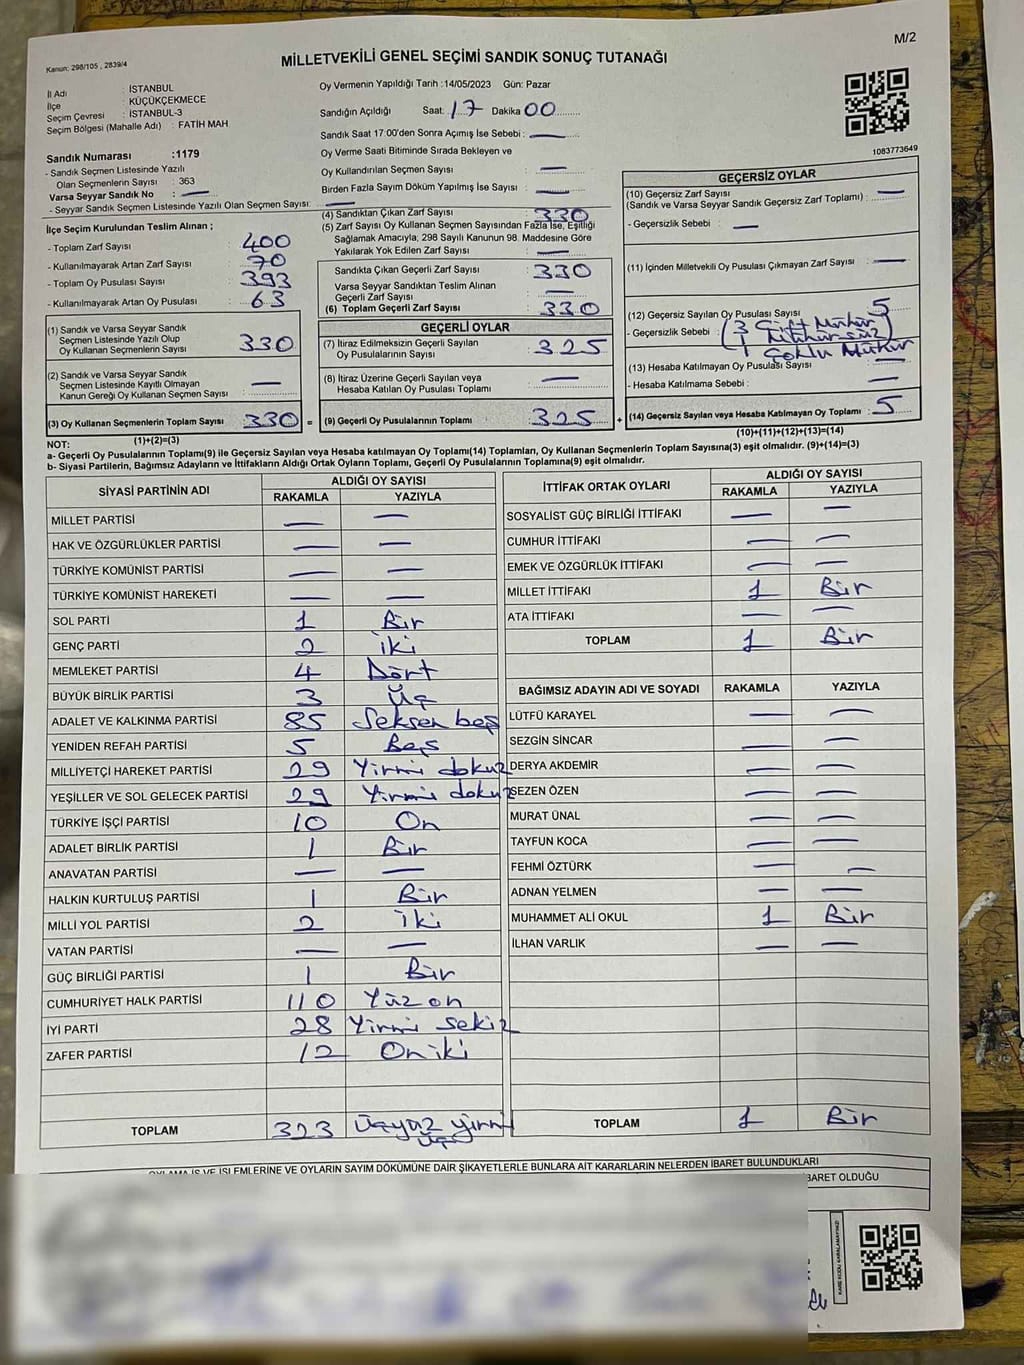 M/2
Kanun: 298/105 , 2839/4
MİLLETVEKİLİ GENEL SEÇİMİ SANDIK SONUÇ TUTANAĞI
İl Adı : İSTANBUL
İlçe : KÜÇÜKÇEKMECE
Seçim Çevresi : İSTANBUL-3
Seçim Bölgesi (Mahalle Adı) : FATİH MAH
Sandık Numarası :1179
- Sandık Seçmen Listesinde Yazılı
Olan Seçmenlerin Sayısı : 363
Varsa Seyyar Sandık No : —
- Seyyar Sandık Seçmen Listesinde Yazılı Olan Seçmen Sayısı: —
Oy Vermenin Yapıldığı Tarih :14/05/2023 Gün: Pazar
Sandığın Açıldığı Saat: 17 Dakika 00
Sandık Saat 17:00'den Sonra Açılmış İse Sebebi : —
Oy Verme Saati Bitiminde Sırada Bekleyen ve
Oy Kullandırılan Seçmen Sayısı : —
Birden Fazla Sayım Döküm Yapılmış İse Sayısı : —
1083773649
İlçe Seçim Kurulundan Teslim Alınan ;
- Toplam Zarf Sayısı : 400
- Kullanılmayarak Artan Zarf Sayısı : 70
- Toplam Oy Pusulası Sayısı : 393
- Kullanılmayarak Artan Oy Pusulası : 63
(1) Sandık ve Varsa Seyyar Sandık
Seçmen Listesinde Yazılı Olup
Oy Kullanan Seçmenlerin Sayısı : 330
(2) Sandık ve Varsa Seyyar Sandık
Seçmen Listesinde Kayıtlı Olmayan
Kanun Gereği Oy Kullanan Seçmen Sayısı : —
(3) Oy Kullanan Seçmenlerin Toplam Sayısı : 330 =
(1)+(2)=(3)
(4) Sandıktan Çıkan Zarf Sayısı : 330
(5) Zarf Sayısı Oy Kullanan Seçmen Sayısından Fazla İse, Eşitliği
Sağlamak Amacıyla, 298 Sayılı Kanunun 98. Maddesine Göre
Yakılarak Yok Edilen Zarf Sayısı : —
Sandıkta Çıkan Geçerli Zarf Sayısı : 330
Varsa Seyyar Sandıktan Teslim Alınan
Geçerli Zarf Sayısı : —
(6) Toplam Geçerli Zarf Sayısı : 330
GEÇERLİ OYLAR
(7) İtiraz Edilmeksizin Geçerli Sayılan
Oy Pusulalarının Sayısı : 325
(8) İtiraz Üzerine Geçerli Sayılan veya
Hesaba Katılan Oy Pusulası Toplamı : —
(9) Geçerli Oy Pusulalarının Toplamı : 325 +
GEÇERSİZ OYLAR
(10) Geçersiz Zarf Sayısı
(Sandık ve Varsa Seyyar Sandık Geçersiz Zarf Toplamı) : —
- Geçersizlik Sebebi : —
(11) İçinden Milletvekili Oy Pusulası Çıkmayan Zarf Sayısı : —
(12) Geçersiz Sayılan Oy Pusulası Sayısı : 5
- Geçersizlik Sebebi : 3 Çift Mühür
1 Mühürsüz
1 Çoklu Mühür
(13) Hesaba Katılmayan Oy Pusulası Sayısı : —
- Hesaba Katılmama Sebebi : —
(14) Geçersiz Sayılan veya Hesaba Katılmayan Oy Toplamı : 5
(10)+(11)+(12)+(13)=(14)
NOT:
a- Geçerli Oy Pusulalarının Toplamı(9) ile Geçersiz Sayılan veya Hesaba katılmayan Oy Toplamı(14) Toplamları, Oy Kullanan Seçmenlerin Toplam Sayısına(3) eşit olmalıdır. (9)+(14)=(3)
b- Siyasi Partilerin, Bağımsız Adayların ve İttifakların Aldığı Ortak Oyların Toplamı, Geçerli Oy Pusulalarının Toplamına(9) eşit olmalıdır.
SİYASİ PARTİNİN ADI ALDIĞI OY SAYISI
RAKAMLA YAZIYLA
MİLLET PARTİSİ — —
HAK VE ÖZGÜRLÜKLER PARTİSİ — —
TÜRKİYE KOMÜNİST PARTİSİ — —
TÜRKİYE KOMÜNİST HAREKETİ — —
SOL PARTİ 1 Bir
GENÇ PARTİ 2 iki
MEMLEKET PARTİSİ 4 Dört
BÜYÜK BİRLİK PARTİSİ 3 Üç
ADALET VE KALKINMA PARTİSİ 85 Seksen beş
YENİDEN REFAH PARTİSİ 5 Beş
MİLLİYETÇİ HAREKET PARTİSİ 29 Yirmi dokuz
YEŞİLLER VE SOL GELECEK PARTİSİ 29 Yirmi dokuz
TÜRKİYE İŞÇİ PARTİSİ 10 On
ADALET BİRLİK PARTİSİ 1 Bir
ANAVATAN PARTİSİ — —
HALKIN KURTULUŞ PARTİSİ 1 Bir
MİLLİ YOL PARTİSİ 2 İki
VATAN PARTİSİ — —
GÜÇ BİRLİĞİ PARTİSİ 1 Bir
CUMHURİYET HALK PARTİSİ 110 Yüz on
İYİ PARTİ 28 Yirmi sekiz
ZAFER PARTİSİ 12 Oniki
TOPLAM 323 Üçyüz yirmi
üç
İTTİFAK ORTAK OYLARI ALDIĞI OY SAYISI
RAKAMLA YAZIYLA
SOSYALİST GÜÇ BİRLİĞİ İTTİFAKI — —
CUMHUR İTTİFAKI — —
EMEK VE ÖZGÜRLÜK İTTİFAKI — —
MİLLET İTTİFAKI 1 Bir
ATA İTTİFAKI — —
TOPLAM 1 Bir
BAĞIMSIZ ADAYIN ADI VE SOYADI RAKAMLA YAZIYLA
LÜTFÜ KARAYEL — —
SEZGİN SİNCAR — —
DERYA AKDEMİR — —
SEZEN ÖZEN — —
MURAT ÜNAL — —
TAYFUN KOCA — —
FEHMİ ÖZTÜRK — —
ADNAN YELMEN — —
MUHAMMET ALİ OKUL 1 Bir
İLHAN VARLIK — —
TOPLAM 1 Bir
OYLAMA İŞ VE İŞLEMLERİNE VE OYLARIN SAYIM DÖKÜMÜNE DAİR ŞİKAYETLERLE BUNLARA AİT KARARLARIN NELERDEN İBARET BULUNDUKLARI
BARET OLDUĞU
KARE KODU KARALAMAYINIZ!